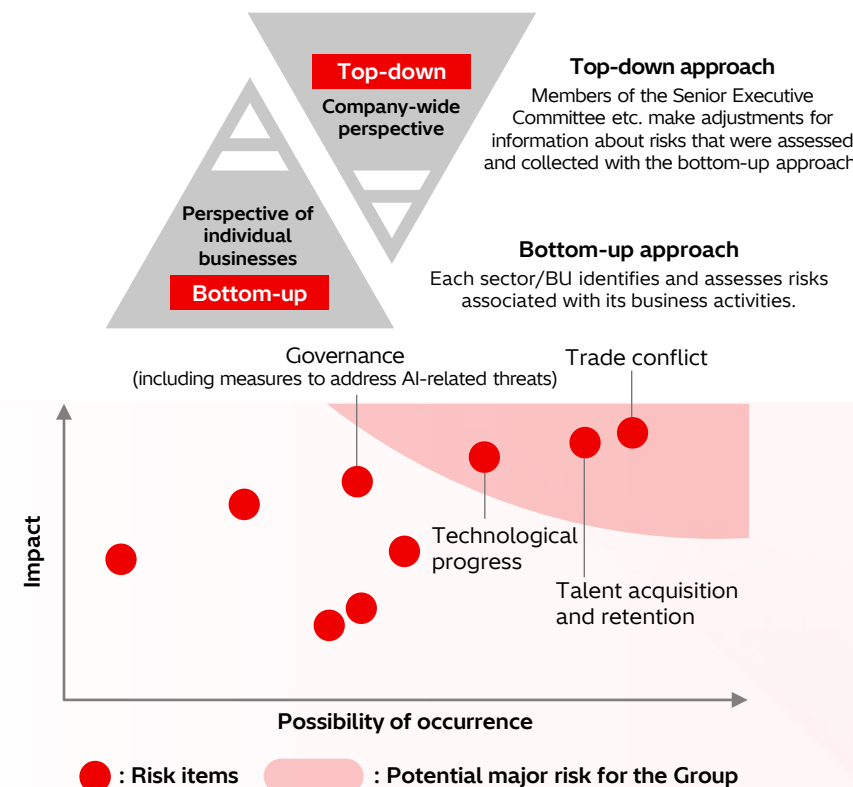 Top-down
Company-wide
perspective
Top-down approach
Members of the Senior Executive
Committee etc. make adjustments for
information about risks that were assessed
and collected with the bottom-up approach
Perspective of
individual
businesses
Bottom-up
Bottom-up approach
Each sector/BU identifies and assesses risks
associated with its business activities.
Governance
(including measures to address AI-related threats)
Trade conflict
Technological
progress
Talent acquisition
and retention
Impact
Possibility of occurrence
: Risk items
: Potential major risk for the Group